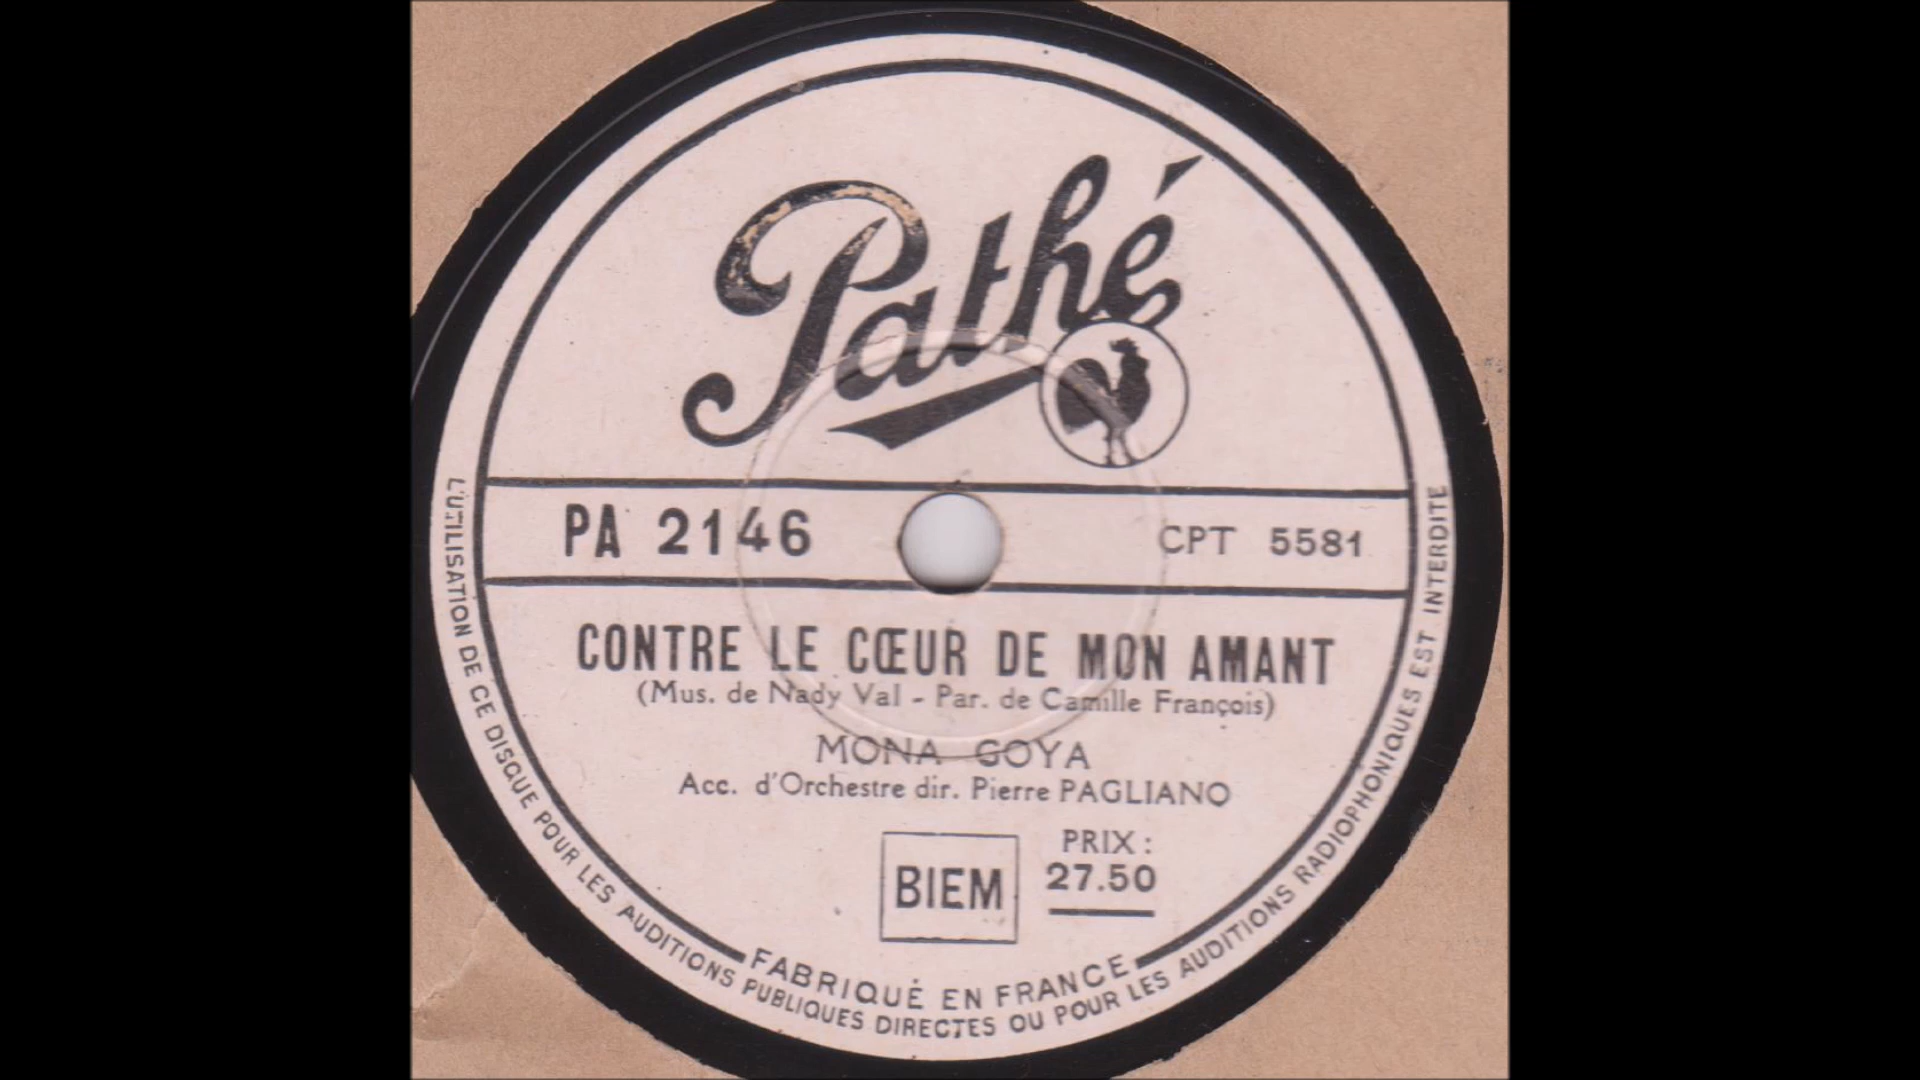 Pathé
PA 2146
CPT 5581
CONTRE LE CŒUR DE MON AMANT
(Mus. de Nady Val - Par. de Camille François)
MONA GOYA
Acc. d'Orchestre dir. Pierre PAGLIANO
BIEM
PRIX :
27.50
FABRIQUÉ EN FRANCE
L'UTILISATION DE CE DISQUE POUR LES AUDITIONS PUBLIQUES DIRECTES OU POUR LES AUDITIONS RADIOPHONIQUES EST INTERDITE